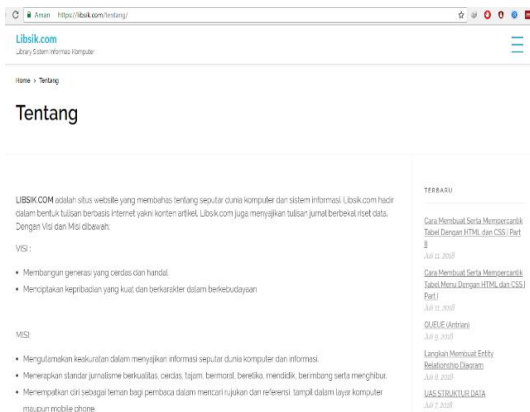 Aman https://libsik.com/tentang/
Libsik.com
Library Sistem Informasi Komputer
Home > Tentang
Tentang
LIBSIK.COM adalah situs website yang membahas tentang seputar dunia komputer dan sistem informasi. Libsik.com hadir
dalam bentuk tulisan berbasis internet yakni konten artikel. Libsik.com juga menyajikan tulisan jurnal berbekal riset data.
Dengan Visi dan Misi dibawah:
VISI :
• Membangun generasi yang cerdas dan handal
• Menciptakan kepribadian yang kuat dan berkarakter dalam berkebudayaan
MISI:
• Mengutamakan keakuratan dalam menyajikan informasi seputar dunia komputer dan informasi.
• Menerapkan standar jurnalisme berkualitas, cerdas, tajam, bermoral, beretika, mendidik, berimbang serta menghibur.
• Menempatkan diri sebagai teman bagi pembaca dalam mencari rujukan dan referensi, tampil dalam layar komputer
maupun mobile phone.
TERBARU
Cara Membuat Serta Mempercantik
Tabel Dengan HTML dan CSS | Part
II
Juli 11, 2018
Cara Membuat Serta Mempercantik
Tabel Menu Dengan HTML dan CSS |
Part I
Juli 11, 2018
QUEUE (Antrian)
Juli 9, 2018
Langkah Membuat Entity
Relationship Diagram
Juli 8, 2018
UAS STRUKTUR DATA
Juli 7, 2018